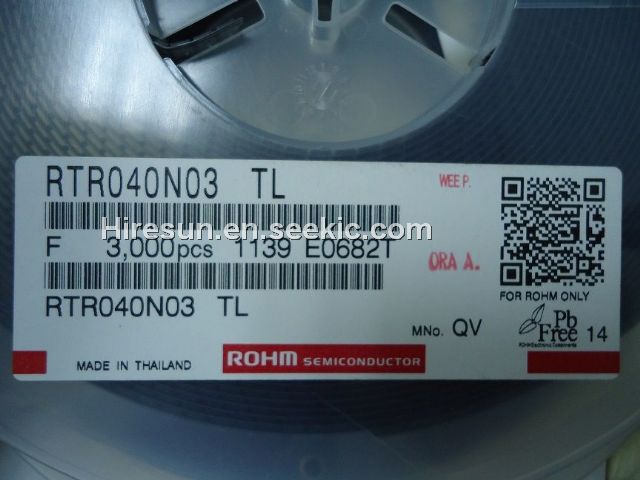 RTR040N03 TL
WEE P.
Hiresun.en.seekic.com
F 3,000pcs 1139 E0682T
ORA A.
FOR ROHM ONLY
RTR040N03 TL
MNo. QV
Pb
Free 14
MADE IN THAILAND
ROHM SEMICONDUCTOR